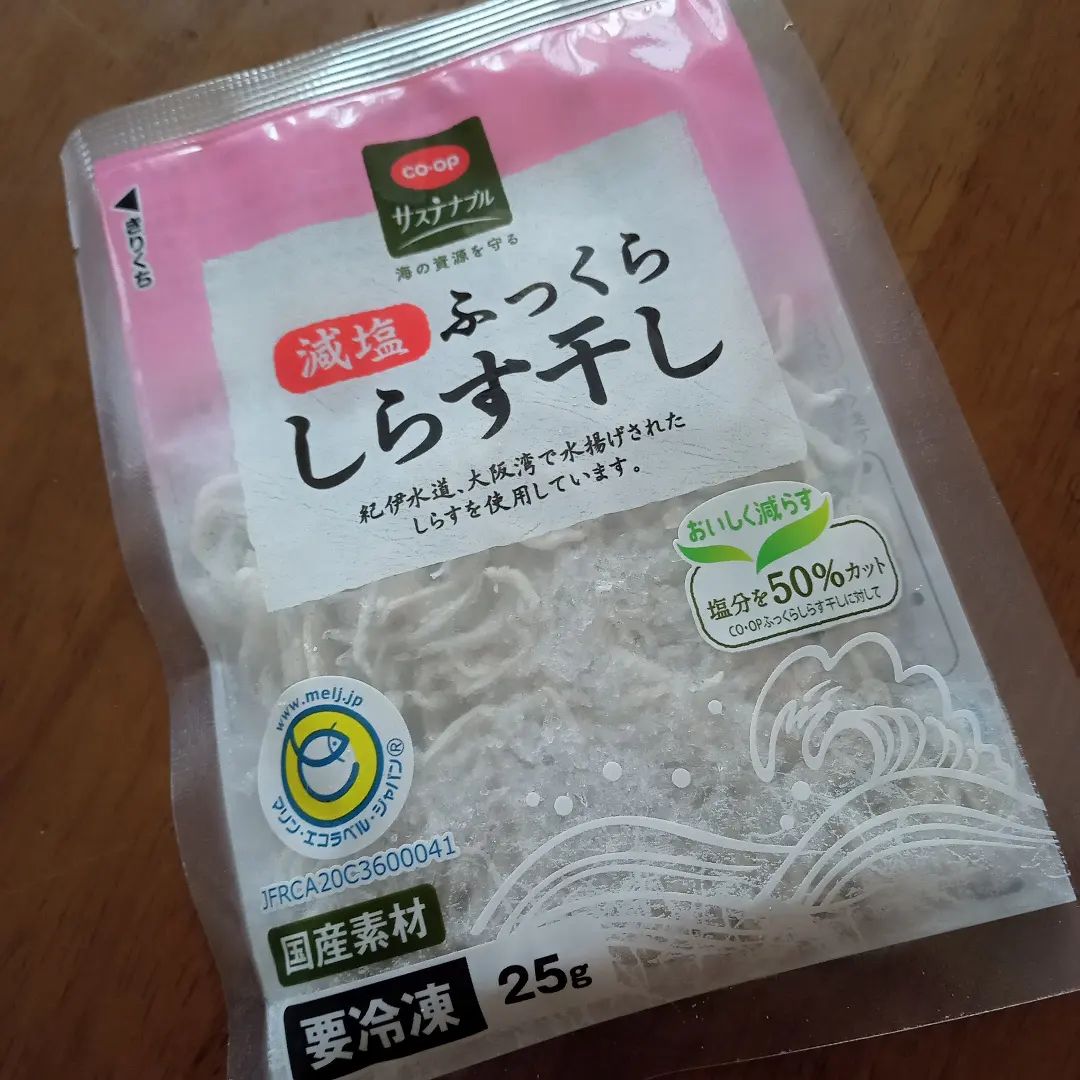 CO·OP
サステナブル
海の資源を守る
きりくち
減塩 ふっくら
しらす干し
紀伊水道、大阪湾で水揚げされた
しらすを使用しています。
おいしく減らす
塩分を50%カット
CO·OPふっくらしらす干しに対して
www.melj.jp
マリン・エコラベル・ジャパン®
JFRCA20C3600041
国産素材
要冷凍 25g